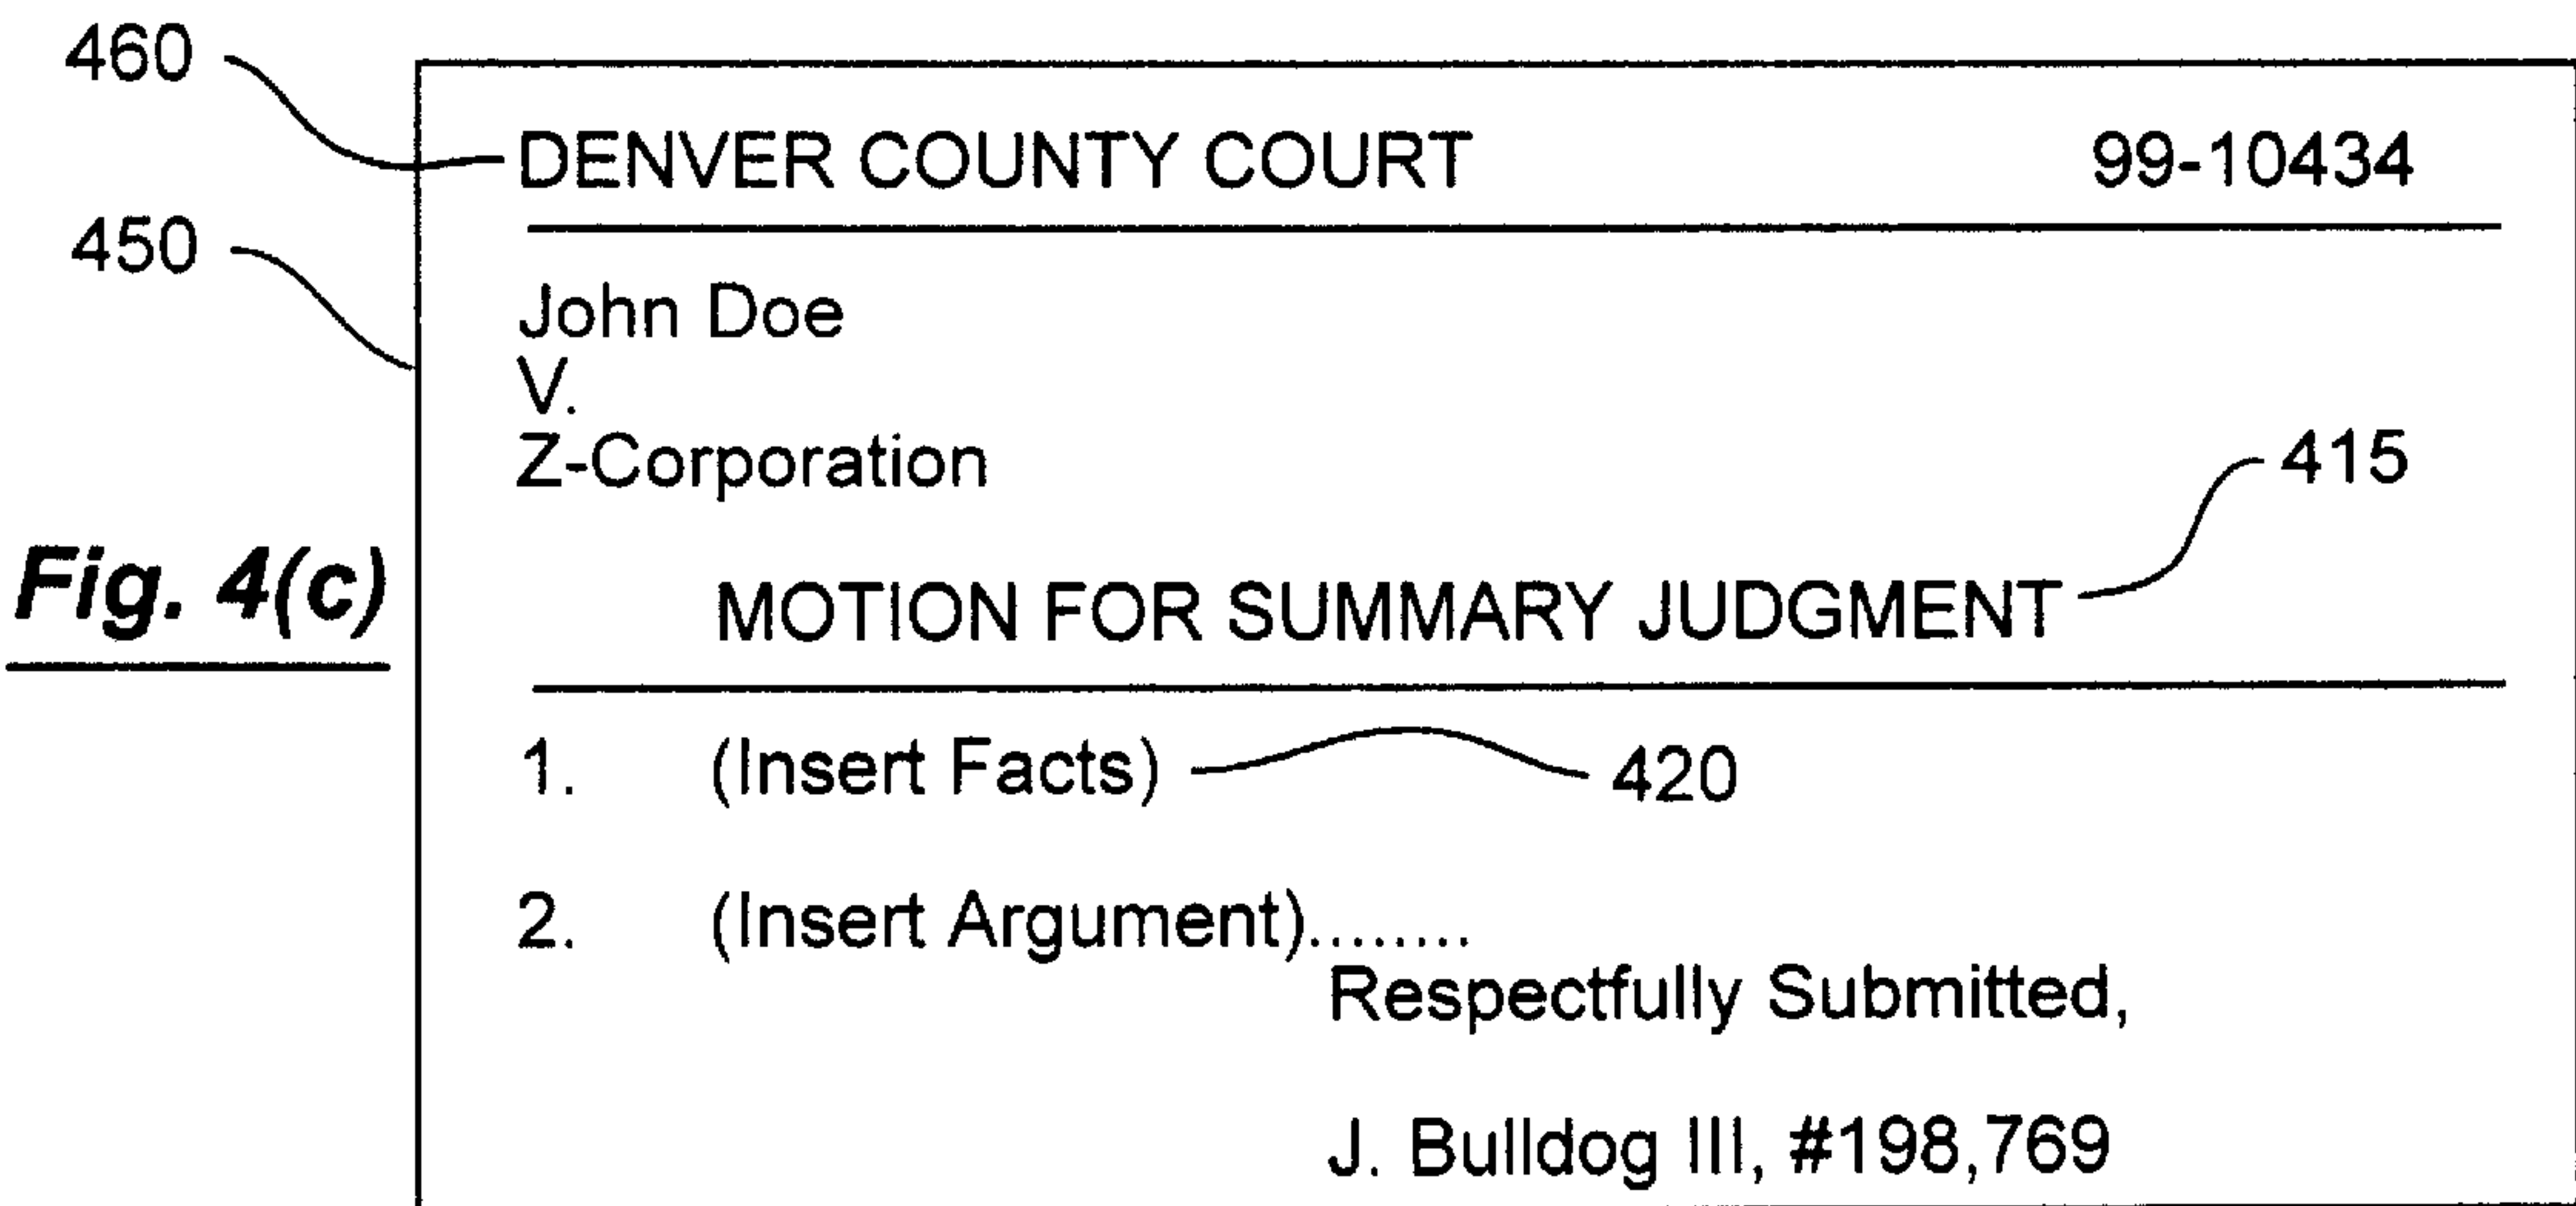 460
DENVER COUNTY COURT 99-10434
450
John Doe
V.
Z-Corporation
415
Fig. 4(c)
MOTION FOR SUMMARY JUDGMENT
1. (Insert Facts) 420
2. (Insert Argument)........
Respectfully Submitted,
J. Bulldog III, #198,769